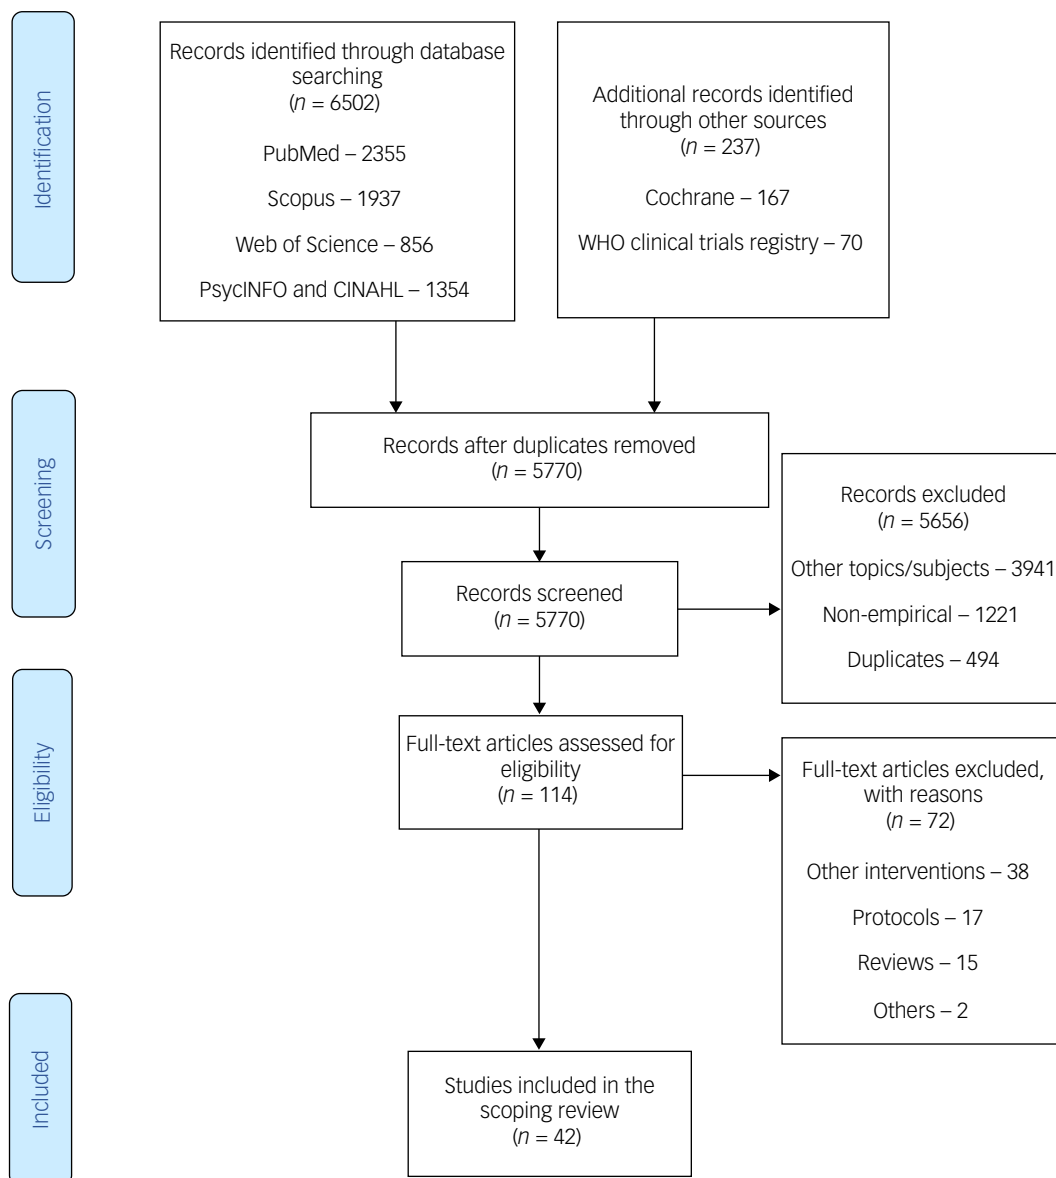 Identification
Records identified through database
searching
(n = 6502)
PubMed – 2355
Scopus – 1937
Web of Science – 856
PsycINFO and CINAHL – 1354
Additional records identified
through other sources
(n = 237)
Cochrane – 167
WHO clinical trials registry – 70
Screening
Records after duplicates removed
(n = 5770)
Records screened
(n = 5770)
Records excluded
(n = 5656)
Other topics/subjects – 3941
Non-empirical – 1221
Duplicates – 494
Eligibility
Full-text articles assessed for
eligibility
(n = 114)
Full-text articles excluded,
with reasons
(n = 72)
Other interventions – 38
Protocols – 17
Reviews – 15
Others – 2
Included
Studies included in the
scoping review
(n = 42)